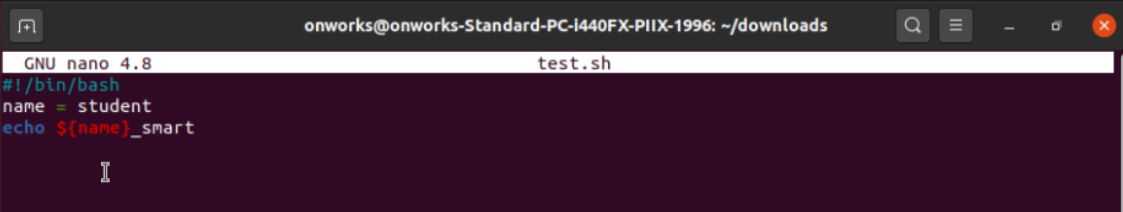 onworks@onworks-Standard-PC-i440FX-PIIX-1996: ~/downloads
GNU nano 4.8 test.sh
#!/bin/bash
name = student
echo ${name}_smart